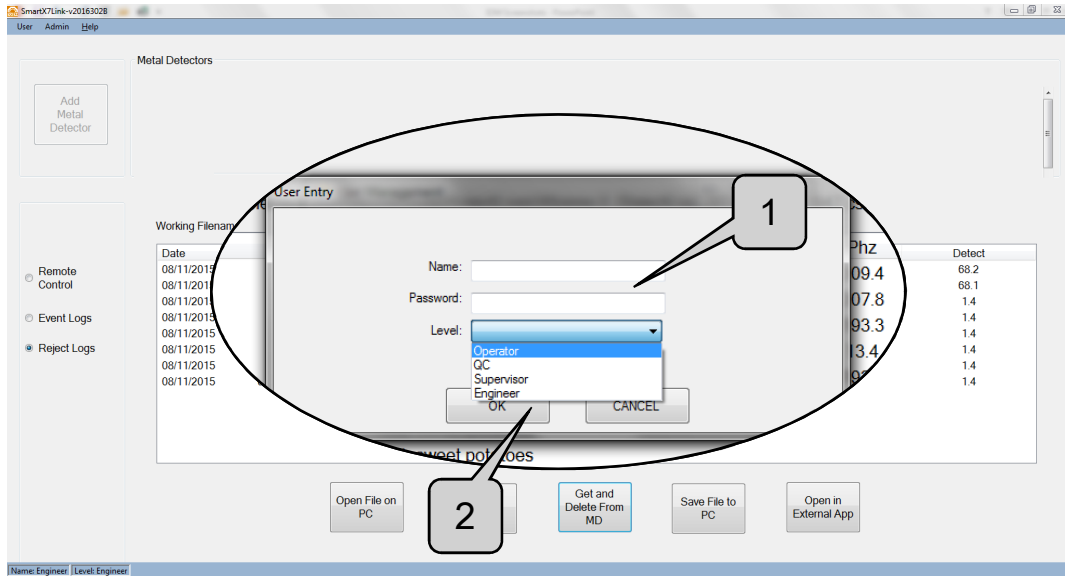 SmartX7Link-v2016302B
User Admin Help
Metal Detectors
Add
Metal
Detector
User Entry
1
Working Filenam
Phz
Date
Detect
Name:
08/11/2015
09.4
68.2
Remote
Control
08/11/201
68.1
Password:
08/11/201
07.8
1.4
Event Logs
08/11/201
1.4
Level:
08/11/201
93.3
1.4
Reject Logs
Operator
08/11/2015
13.4
1.4
QC
08/11/2015
1.4
Supervisor
08/11/2015
1.4
Engineer
OK
CANCEL
sweet potatoes
Open File on
PC
2
Get and
Delete From
MD
Save File to
PC
Open in
External App
Name: Engineer Level: Engineer